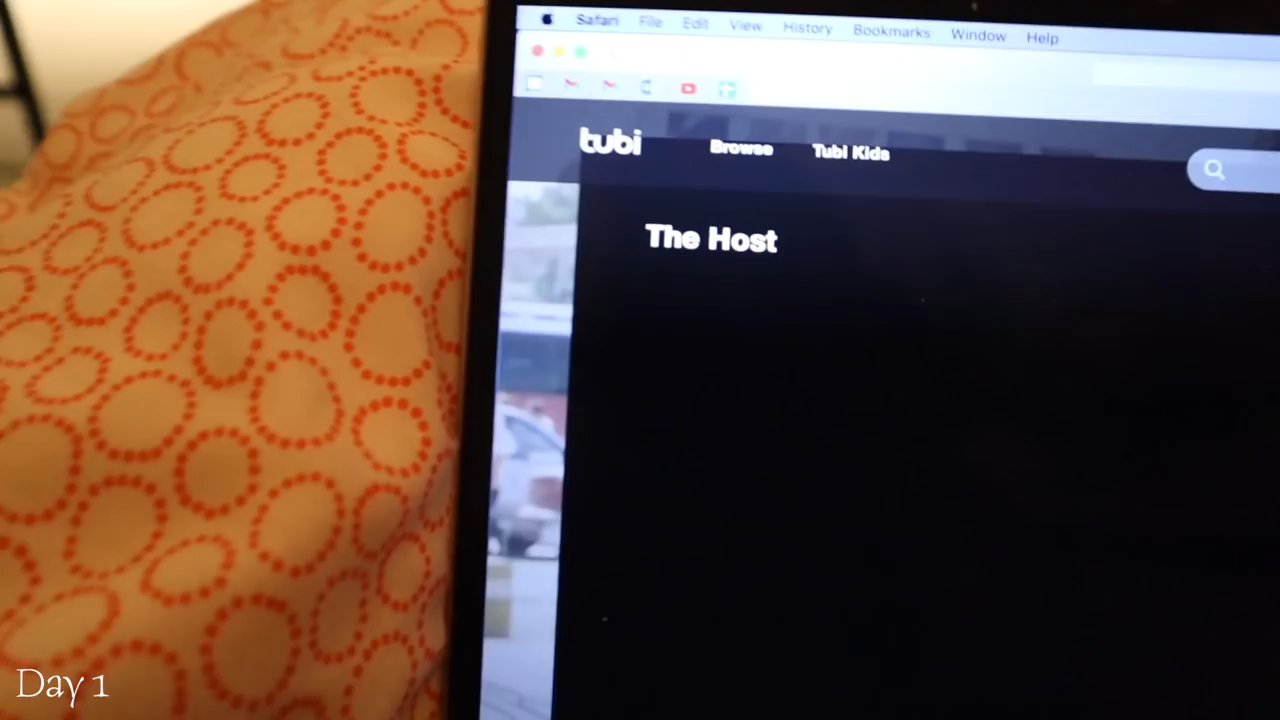 Safari File Edit View History Bookmarks Window Help
tubi Browse Tubi Kids
The Host
Day 1